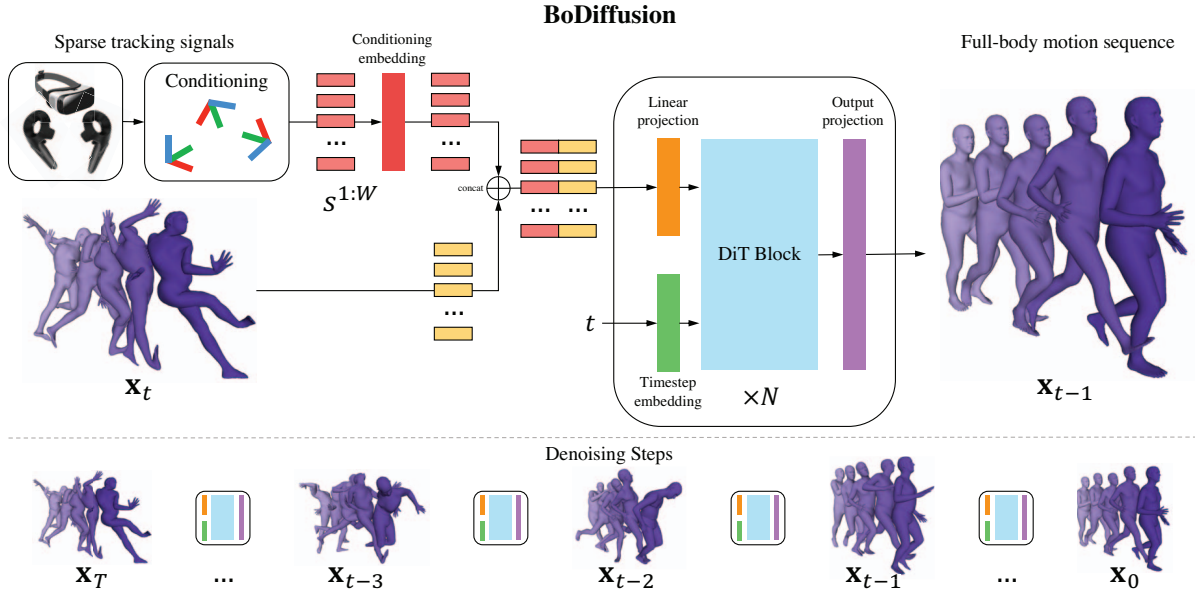 BoDiffusion
Sparse tracking signals
Conditioning
embedding
Full-body motion sequence
Conditioning
Linear
projection
Output
projection
...
...
concat
s^{1:W}
... ...
DiT Block
...
t
x_t
Timestep
embedding
×N
x_{t−1}
Denoising Steps
x_T
...
x_{t−3}
x_{t−2}
x_{t−1}
...
x_0